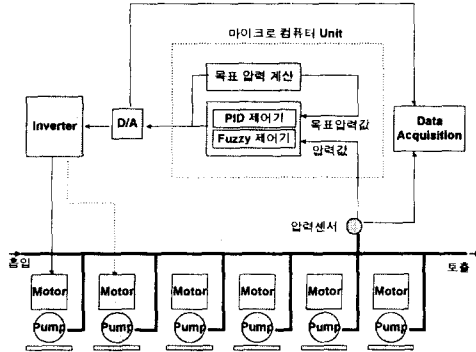 마이크로 컴퓨터 Unit
목표 압력 계산
Inverter
D/A
PID 제어기
Fuzzy 제어기
목표압력값
압력값
Data
Acquisition
압력센서
흡입
토출
Motor
Motor
Motor
Motor
Motor
Motor
Pump
Pump
Pump
Pump
Pump
Pump